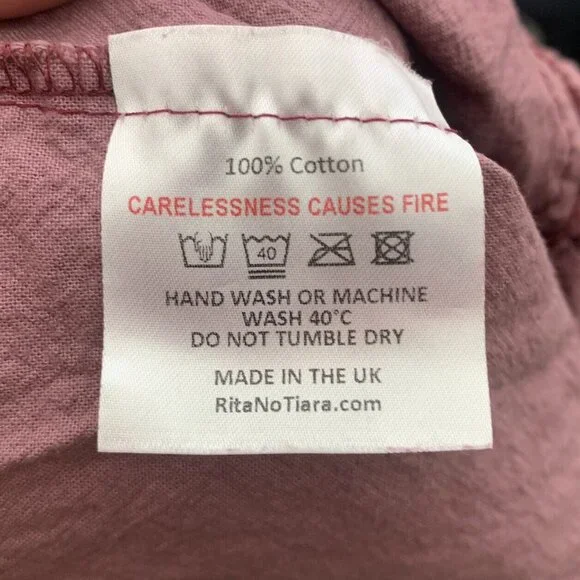 100% Cotton
CARELESSNESS CAUSES FIRE
40
HAND WASH OR MACHINE
WASH 40°C
DO NOT TUMBLE DRY
MADE IN THE UK
RitaNoTiara.com